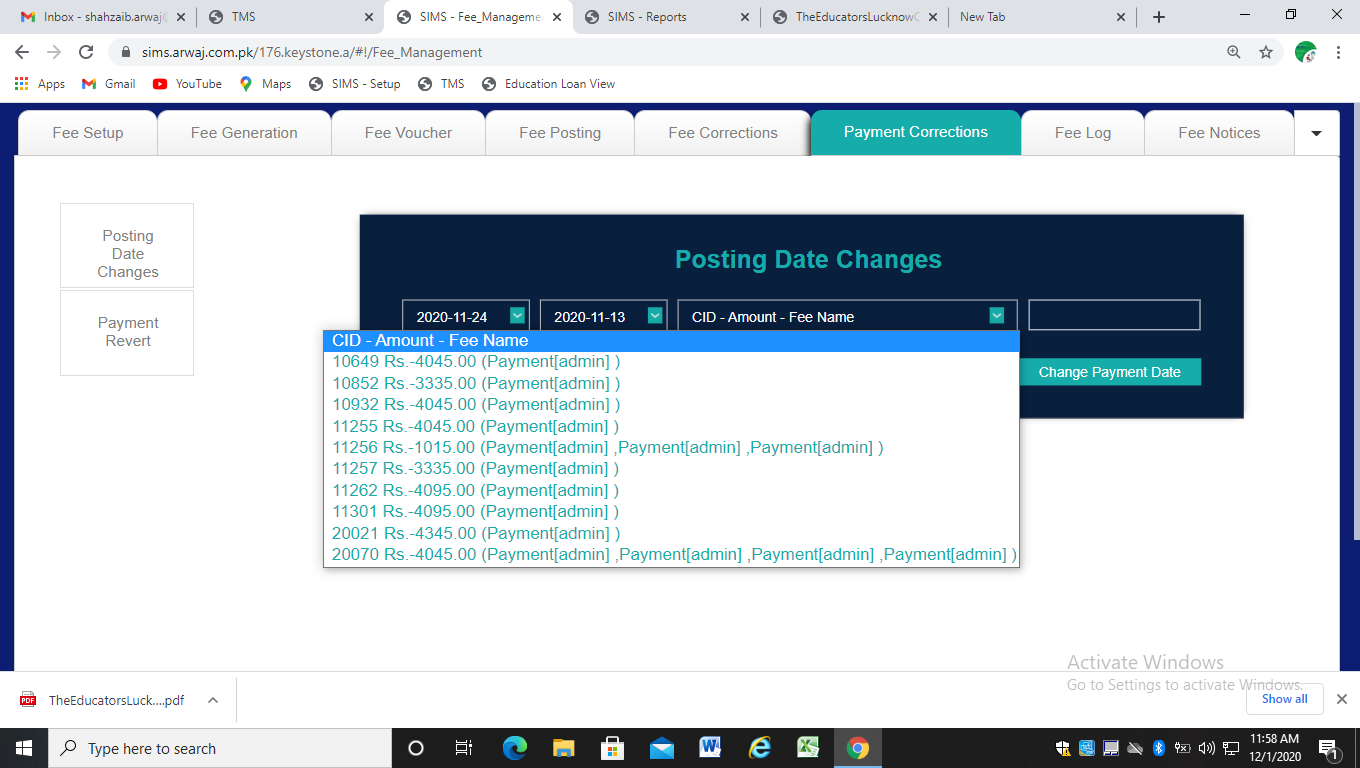 Inbox - shahzaib.arwaj@
TMS
SIMS - Fee_Management
SIMS - Reports
TheEducatorsLucknowC
New Tab
sims.arwaj.com.pk/176.keystone.a/#!/Fee_Management
Apps
Gmail
YouTube
Maps
SIMS - Setup
TMS
Education Loan View
Fee Setup
Fee Generation
Fee Voucher
Fee Posting
Fee Corrections
Payment Corrections
Fee Log
Fee Notices
Posting
Date
Changes
Payment
Revert
Posting Date Changes
2020-11-24
2020-11-13
CID - Amount - Fee Name
CID - Amount - Fee Name
10649 Rs.-4045.00 (Payment[admin] )
10852 Rs.-3335.00 (Payment[admin] )
10932 Rs.-4045.00 (Payment[admin] )
11255 Rs.-4045.00 (Payment[admin] )
11256 Rs.-1015.00 (Payment[admin] ,Payment[admin] ,Payment[admin] )
11257 Rs.-3335.00 (Payment[admin] )
11262 Rs.-4095.00 (Payment[admin] )
11301 Rs.-4095.00 (Payment[admin] )
20021 Rs.-4345.00 (Payment[admin] )
20070 Rs.-4045.00 (Payment[admin] ,Payment[admin] ,Payment[admin] ,Payment[admin] )
Change Payment Date
Activate Windows
Go to Settings to activate Windows.
PDF
TheEducatorsLuck....pdf
Show all
Type here to search
11:58 AM
12/1/2020
1